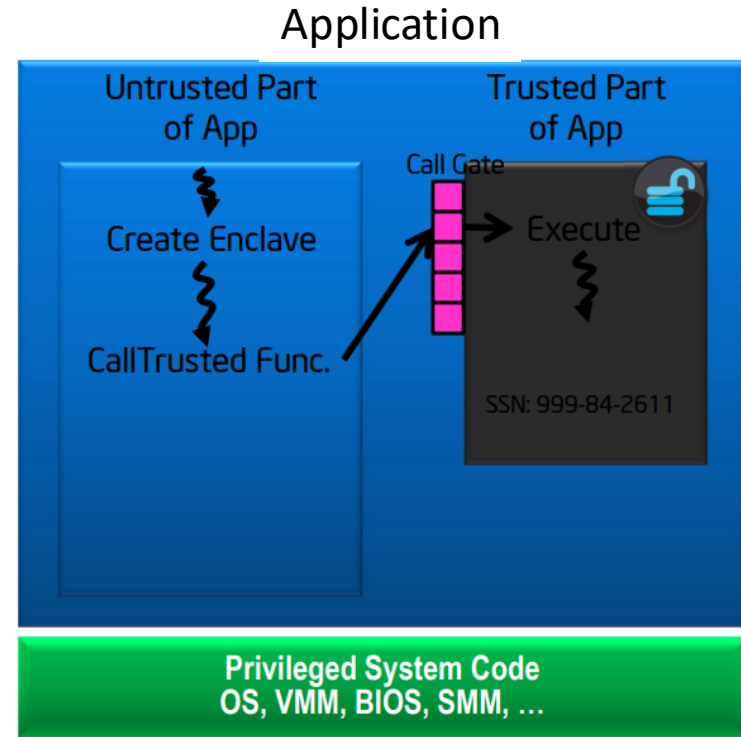 Application
Untrusted Part
of App
Trusted Part
of App
Call Gate
Create Enclave
Execute
CallTrusted Func.
SSN: 999-84-2611
Privileged System Code
OS, VMM, BIOS, SMM, …